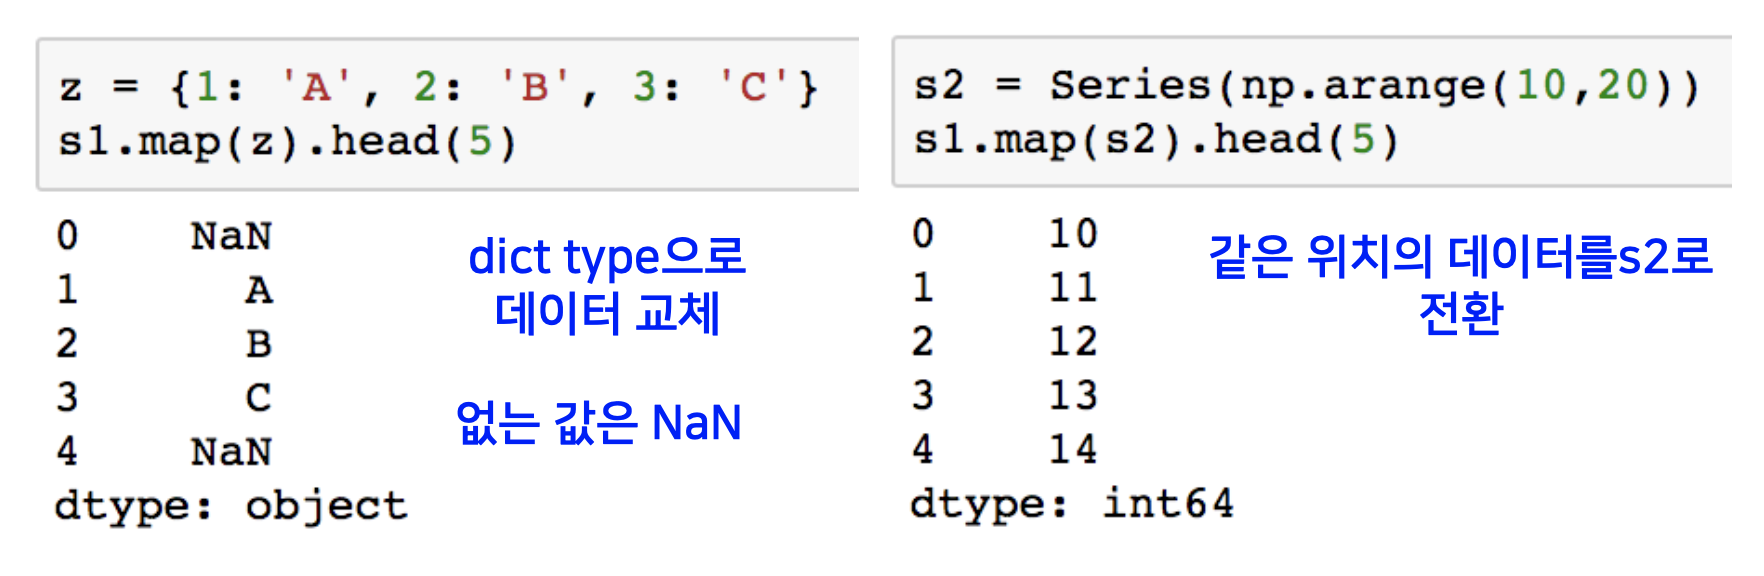 z = {1: 'A', 2: 'B', 3: 'C'}
s1.map(z).head(5)
0    NaN
1      A
2      B
3      C
4    NaN
dtype: object
dict type으로
데이터 교체
없는 값은 NaN
s2 = Series(np.arange(10,20))
s1.map(s2).head(5)
0    10
1    11
2    12
3    13
4    14
dtype: int64
같은 위치의 데이터를s2로
전환